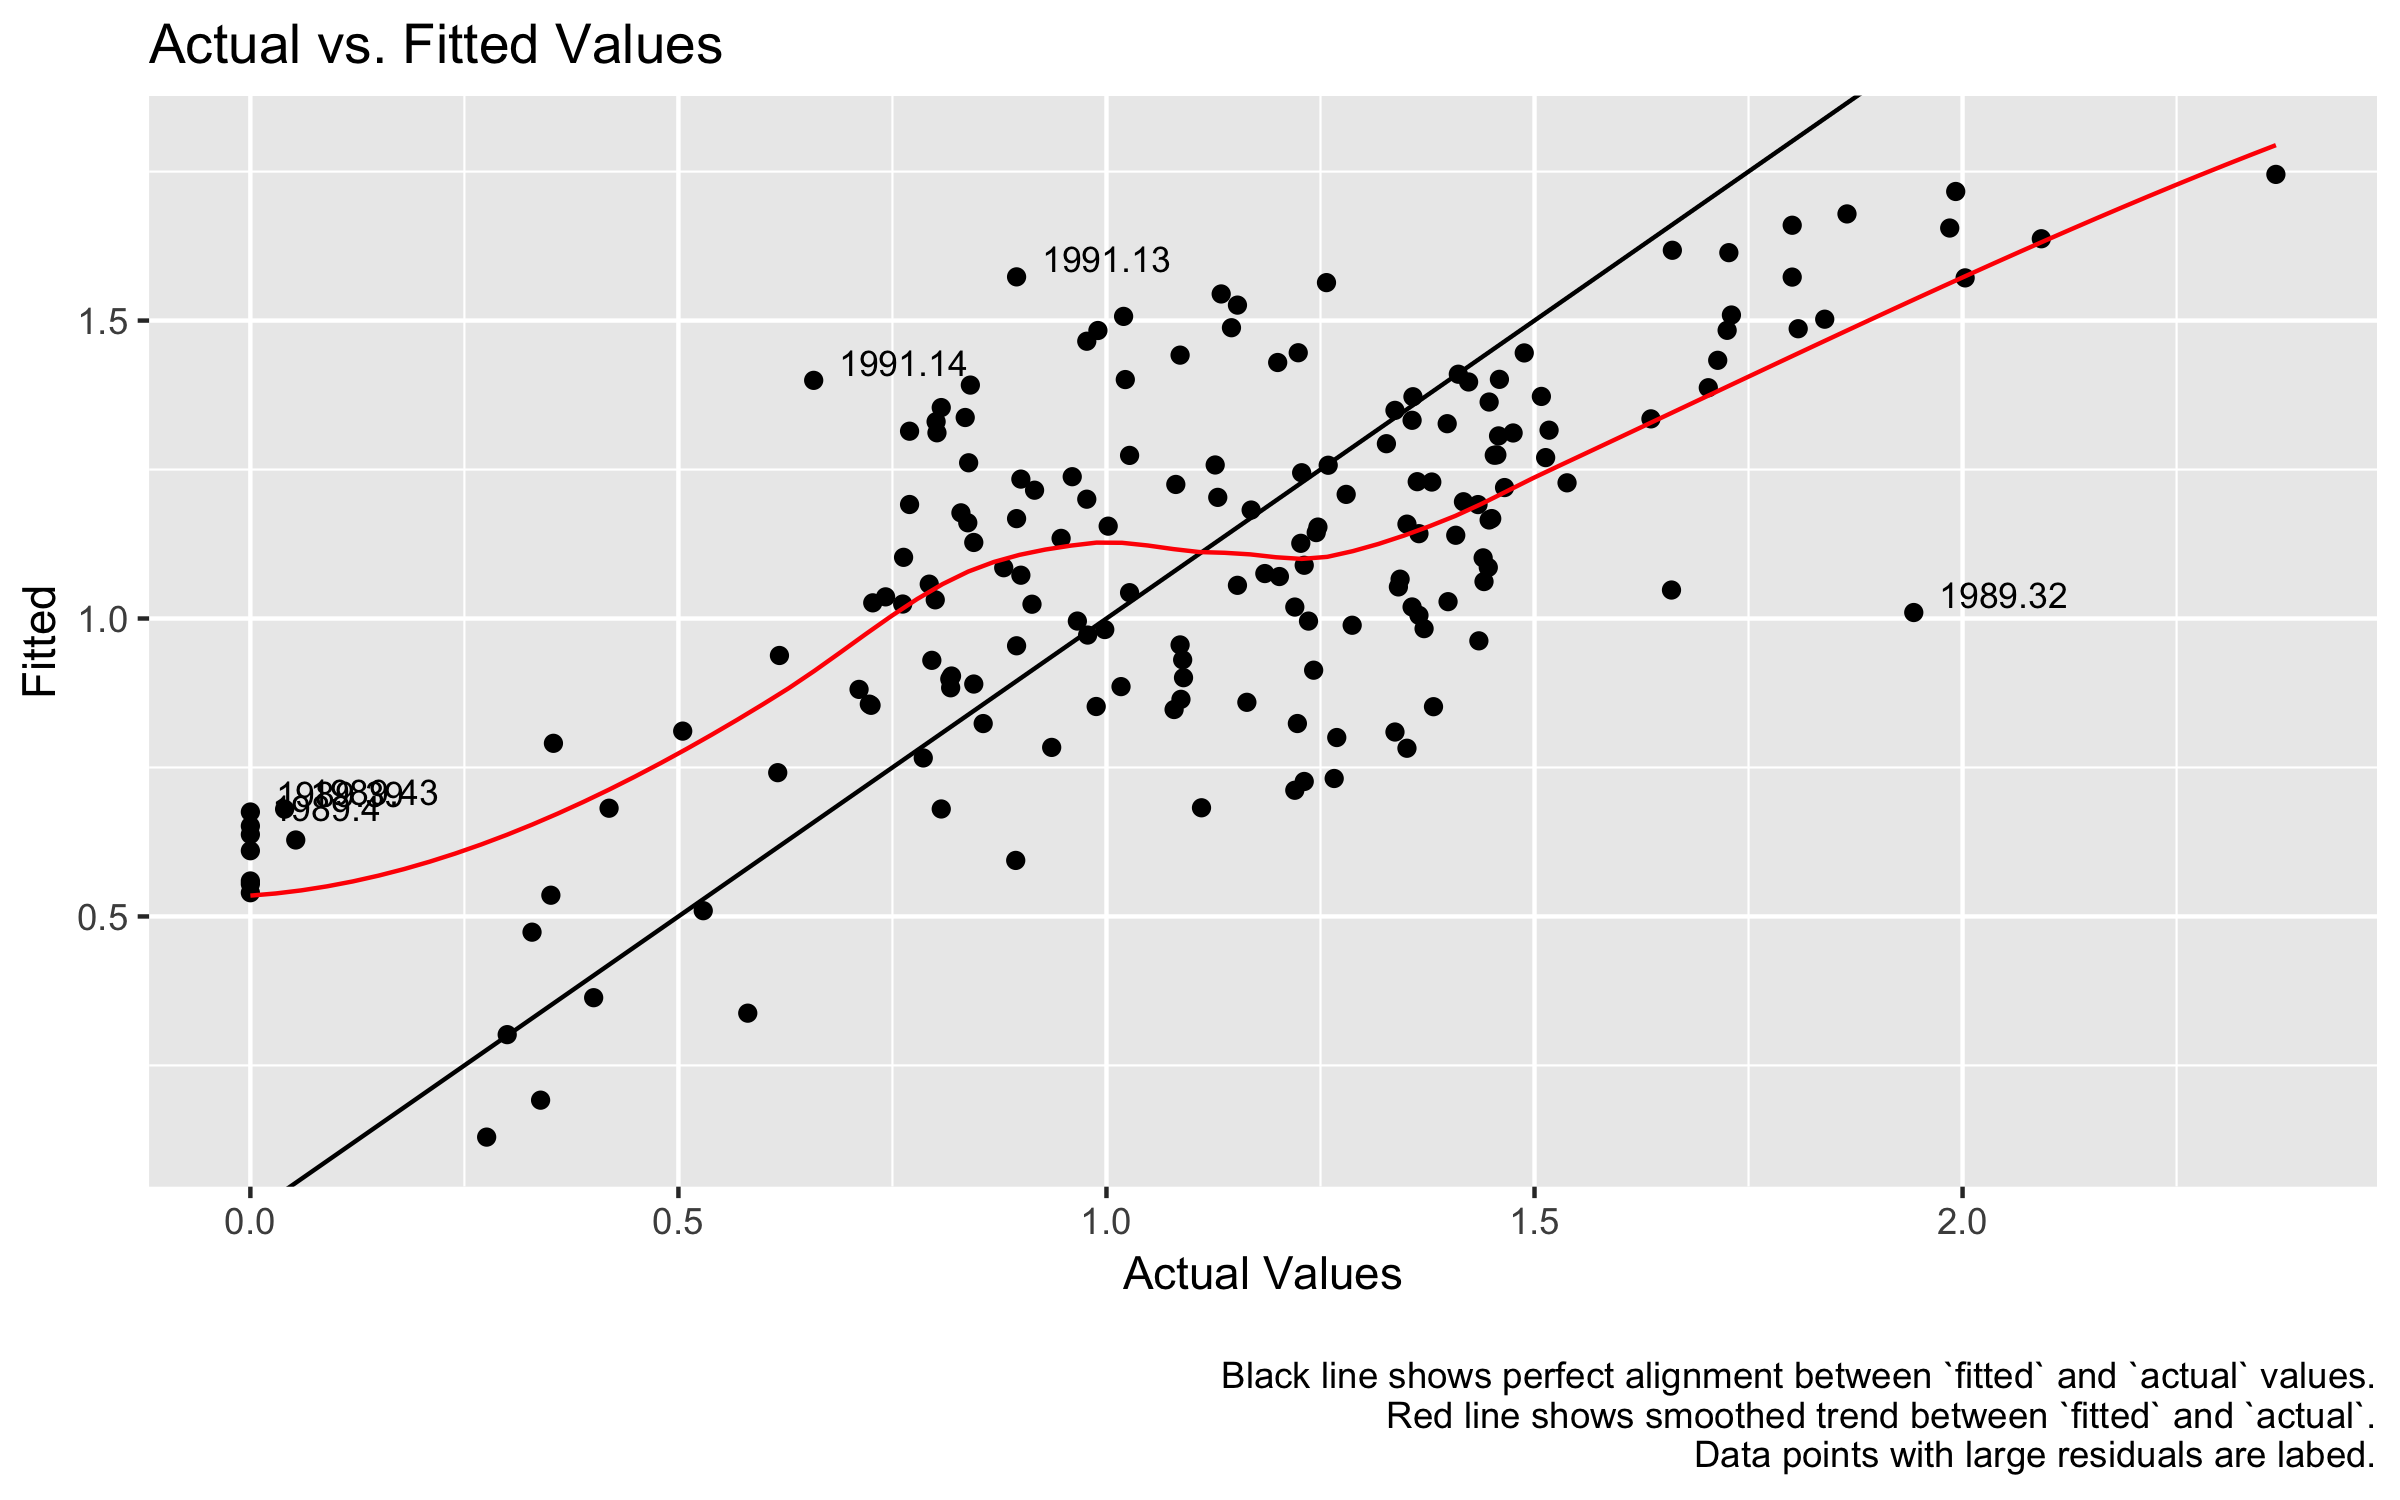 Actual vs. Fitted Values
1991.13
1991.14
1989.32
1989.4
Fitted
1.5
1.0
0.5
0.0
0.5
1.0
1.5
2.0
Actual Values
Black line shows perfect alignment between `fitted` and `actual` values.
Red line shows smoothed trend between `fitted` and `actual`.
Data points with large residuals are labed.